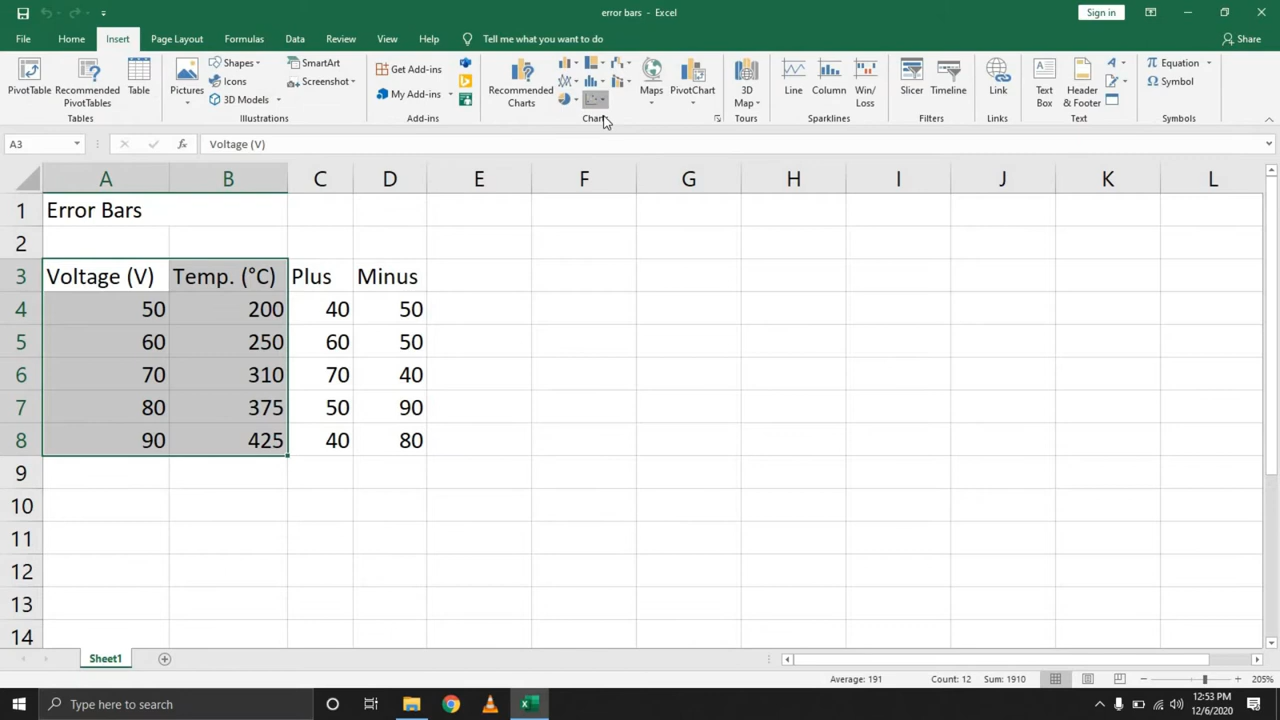 error bars - Excel
Sign in
File Home Insert Page Layout Formulas Data Review View Help Tell me what you want to do Share
PivotTable Recommended PivotTables Table
Tables
Pictures Shapes Icons 3D Models SmartArt Screenshot
Illustrations
Get Add-ins My Add-ins
Add-ins
Recommended Charts Maps PivotChart
3D Map
Tours
Line Column Win/Loss
Sparklines
Slicer Timeline
Filters
Link
Links
Text Box Header & Footer
Text
Equation Symbol
Symbols
A3 fx Voltage (V)
A B C D E F G H I J K L
1 Error Bars
2
3 Voltage (V) Temp. (°C) Plus Minus
4 50 200 40 50
5 60 250 60 50
6 70 310 70 40
7 80 375 50 90
8 90 425 40 80
9
10
11
12
13
14
Sheet1
Average: 191 Count: 12 Sum: 1910 205%
Type here to search
12:53 PM
12/6/2020